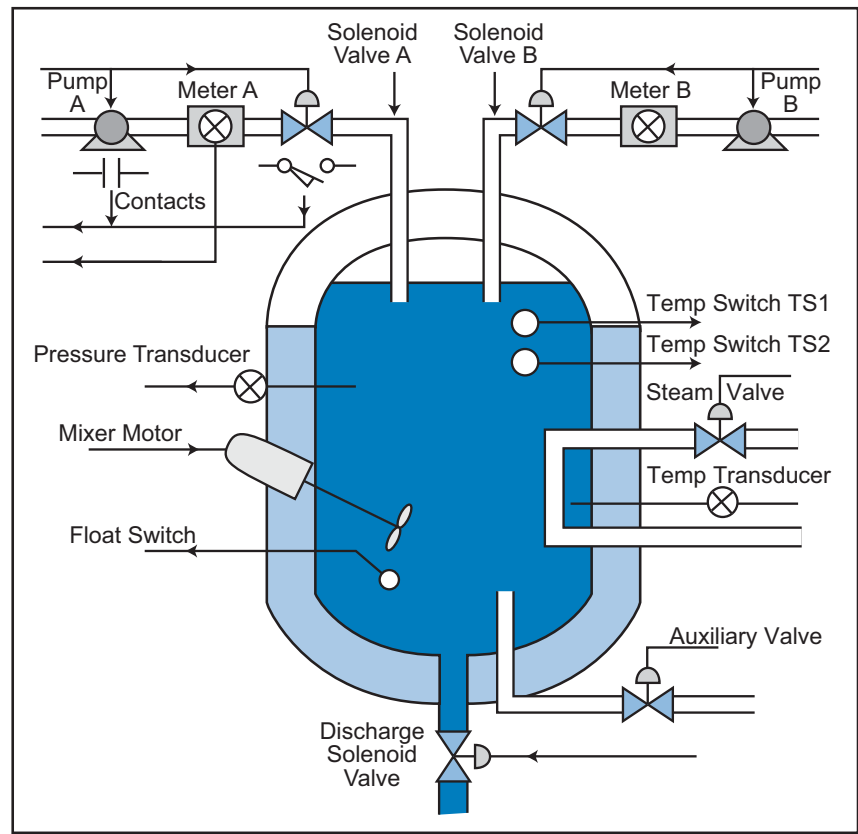 Solenoid
Valve A
Solenoid
Valve B
Pump
A
Meter A
Meter B
Pump
B
Contacts
Temp Switch TS1
Temp Switch TS2
Pressure Transducer
Steam Valve
Mixer Motor
Temp Transducer
Float Switch
Auxiliary Valve
Discharge
Solenoid
Valve